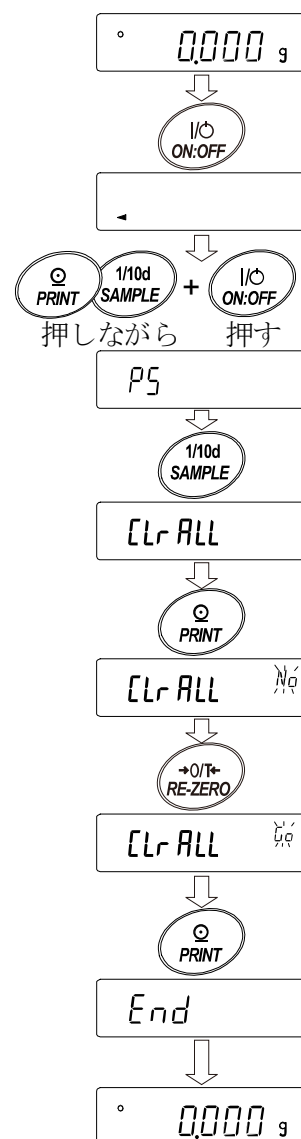 0.000 g
I/⏻
ON:OFF
PRINT
1/10d
SAMPLE
+
I/⏻
ON:OFF
押しながら 押す
PS
1/10d
SAMPLE
CLr ALL
PRINT
CLr ALL No
→0/T←
RE-ZERO
CLr ALL Go
PRINT
End
0.000 g